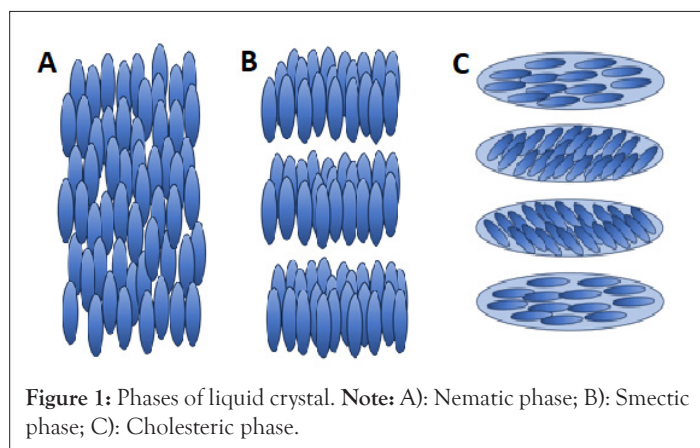 A B C
Figure 1: Phases of liquid crystal. Note: A): Nematic phase; B): Smectic
phase; C): Cholesteric phase.